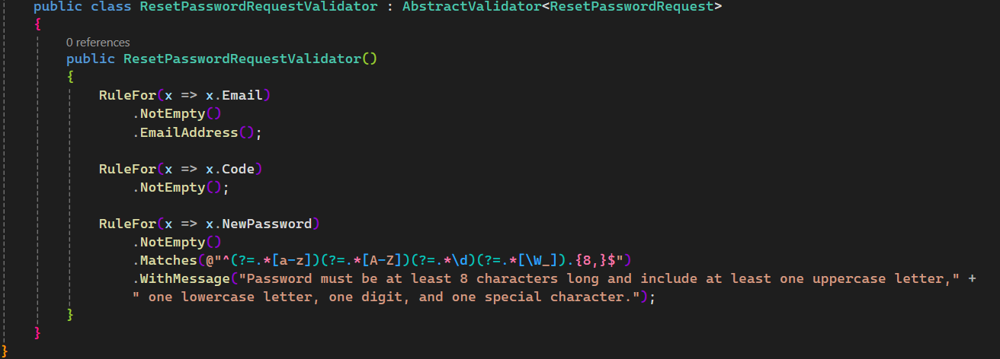 public class ResetPasswordRequestValidator : AbstractValidator<ResetPasswordRequest>
{
0 references
public ResetPasswordRequestValidator()
{
RuleFor(x => x.Email)
.NotEmpty()
.EmailAddress();
RuleFor(x => x.Code)
.NotEmpty();
RuleFor(x => x.NewPassword)
.NotEmpty()
.Matches(@"^(?=.*[a-z])(?=.*[A-Z])(?=.*\d)(?=.*[\W_]).{8,}$")
.WithMessage("Password must be at least 8 characters long and include at least one uppercase letter," +
" one lowercase letter, one digit, and one special character.");
}
}
}